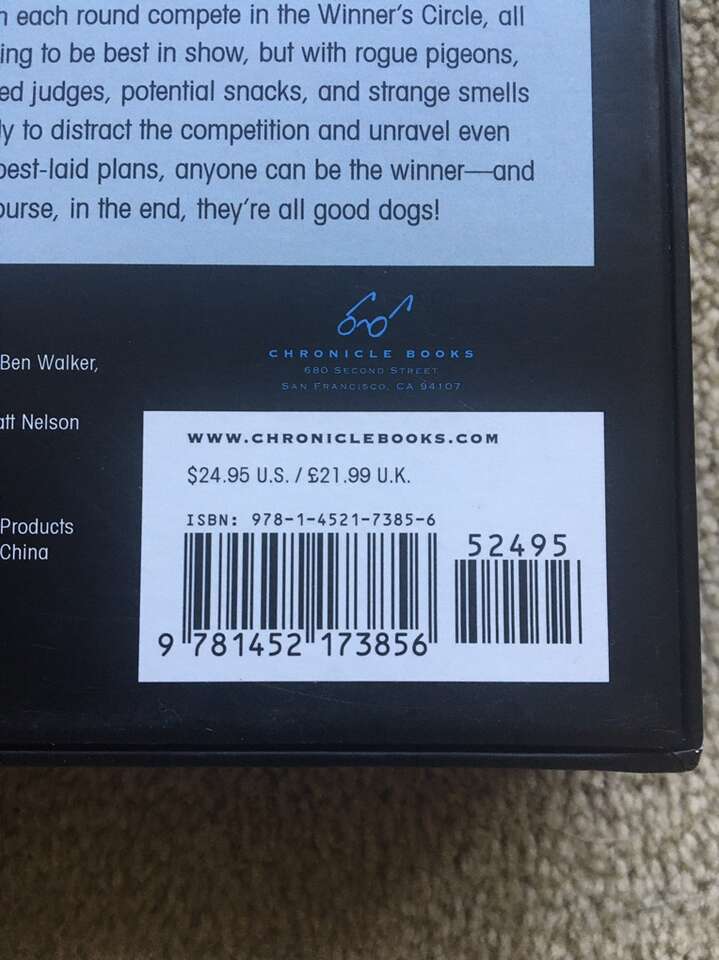 each round compete in the Winner's Circle, all
ing to be best in show, but with rogue pigeons,
ed judges, potential snacks, and strange smells
ly to distract the competition and unravel even
best-laid plans, anyone can be the winner—and
ourse, in the end, they're all good dogs!
CHRONICLE BOOKS
680 SECOND STREET
SAN FRANCISCO, CA 94107
Ben Walker,
att Nelson
Products
China
WWW.CHRONICLEBOOKS.COM
$24.95 U.S. / £21.99 U.K.
ISBN: 978-1-4521-7385-6
52495
9 781452 173856